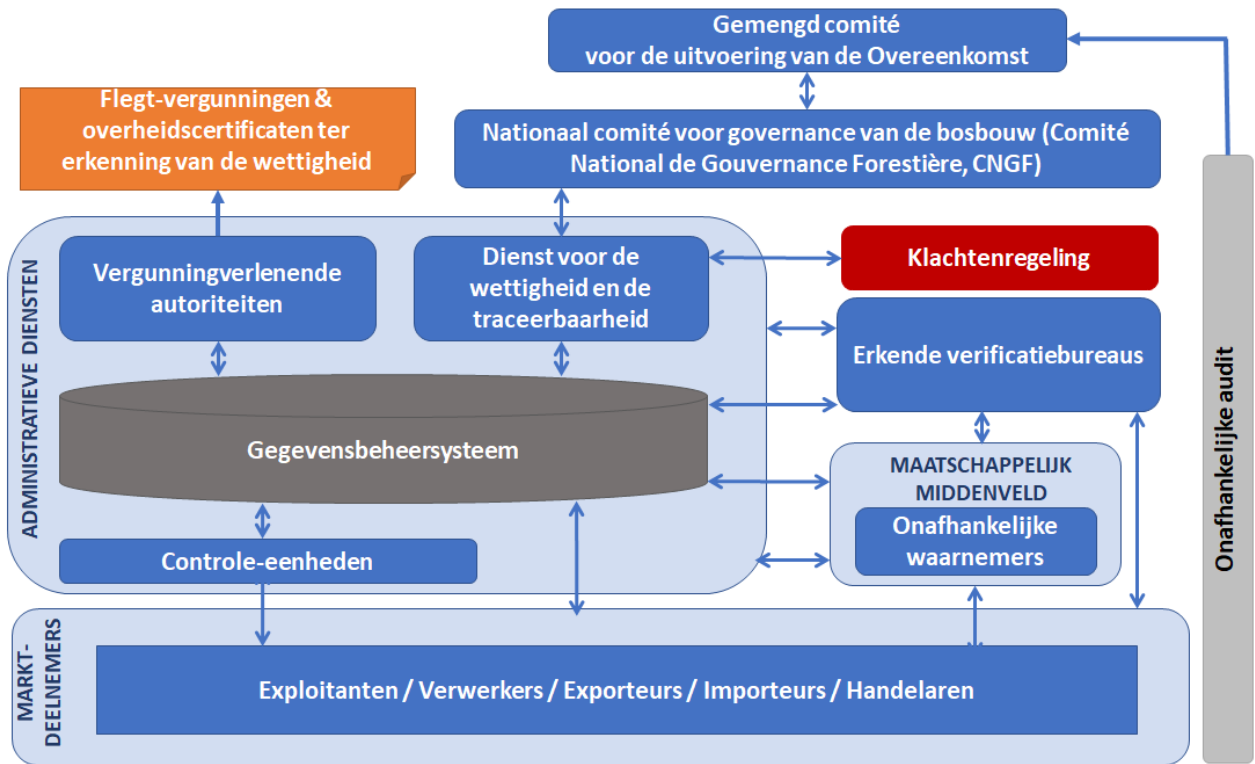 Gemengd comité
voor de uitvoering van de Overeenkomst
Flegt-vergunningen &
overheidscertificaten ter
erkenning van de wettigheid
Nationaal comité voor governance van de bosbouw (Comité
National de Gouvernance Forestière, CNGF)
ADMINISTRATIEVE DIENSTEN
Vergunningverlenende
autoriteiten
Dienst voor de
wettigheid en de
traceerbaarheid
Klachtenregeling
Erkende verificatiebureaus
Gegevensbeheersysteem
MAATSCHAPPELIJK
MIDDENVELD
Onafhankelijke
waarnemers
Controle-eenheden
Onafhankelijke audit
MARKT-
DEELNEMERS
Exploitanten / Verwerkers / Exporteurs / Importeurs / Handelaren